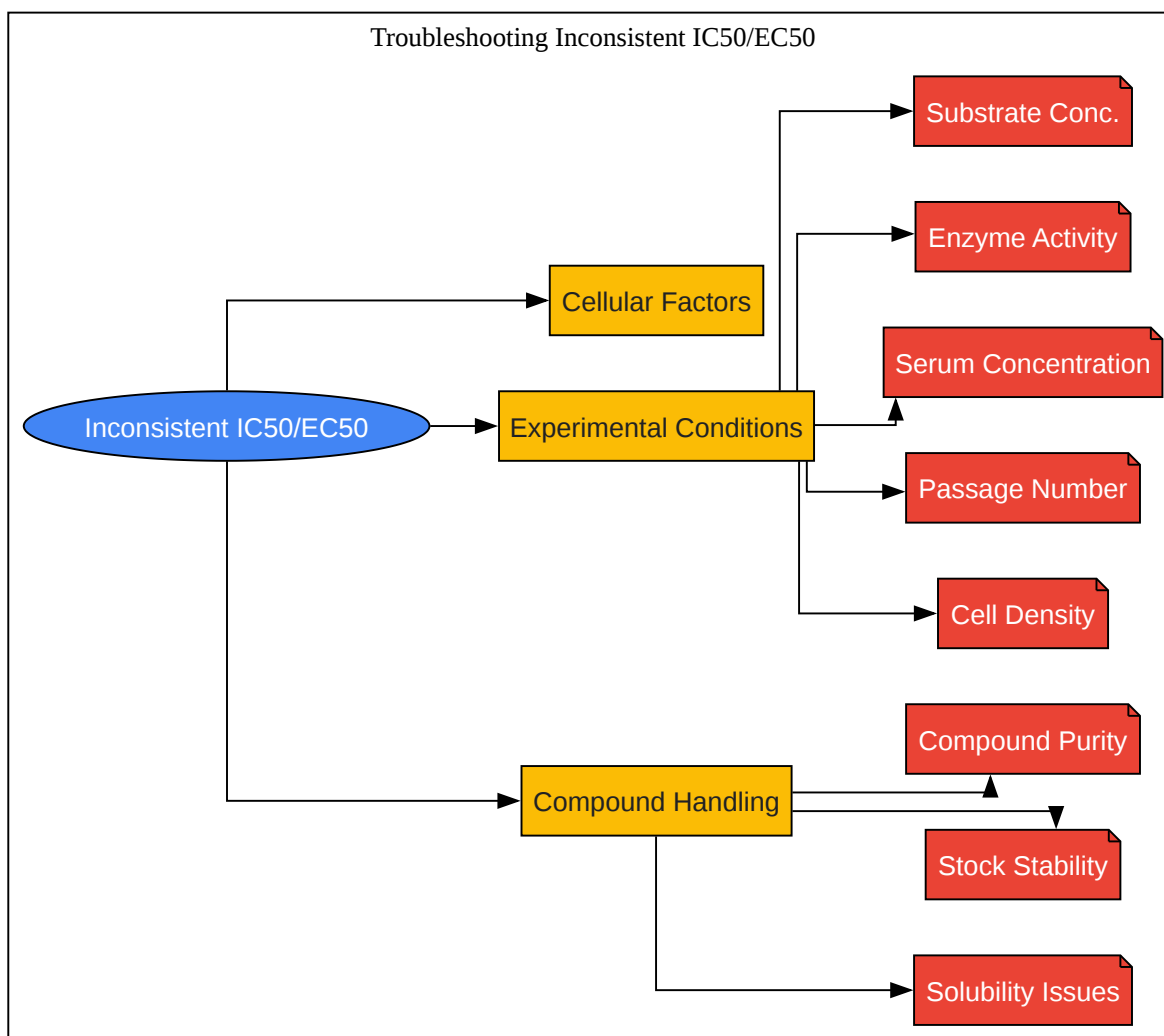 Troubleshooting Inconsistent IC50/EC50
Substrate Conc.
Enzyme Activity
Cellular Factors
Serum Concentration
Inconsistent IC50/EC50
Experimental Conditions
Passage Number
Cell Density
Compound Purity
Compound Handling
Stock Stability
Solubility Issues